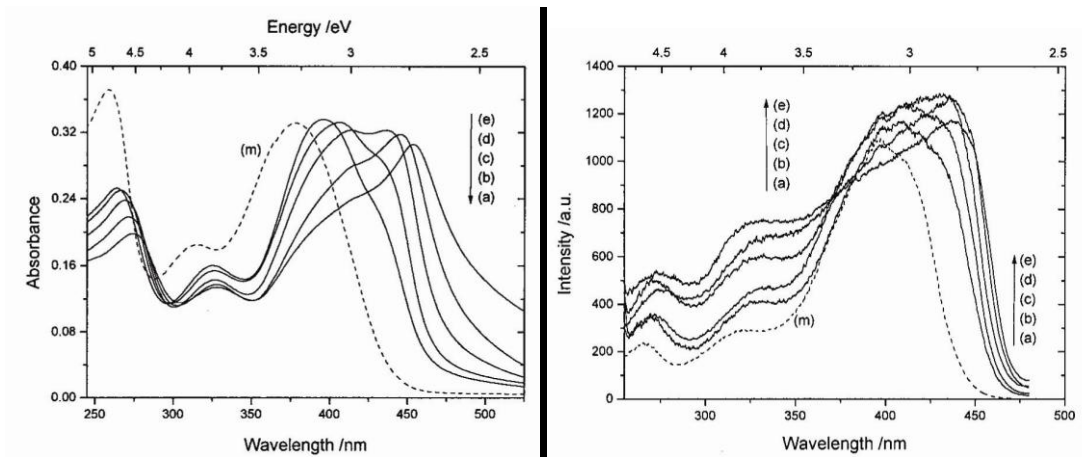 Energy /eV
5 4.5 4 3.5 3 2.5
0.40
0.32
0.24
0.16
0.08
0.00
Absorbance
(m)
(e)
(d)
(c)
(b)
(a)
250 300 350 400 450 500
Wavelength /nm
4.5 4 3.5 3 2.5
1400
1200
1000
800
600
400
200
0
Intensity /a.u.
(e)
(d)
(c)
(b)
(a)
(m)
(e)
(d)
(c)
(b)
(a)
300 350 400 450 500
Wavelength /nm